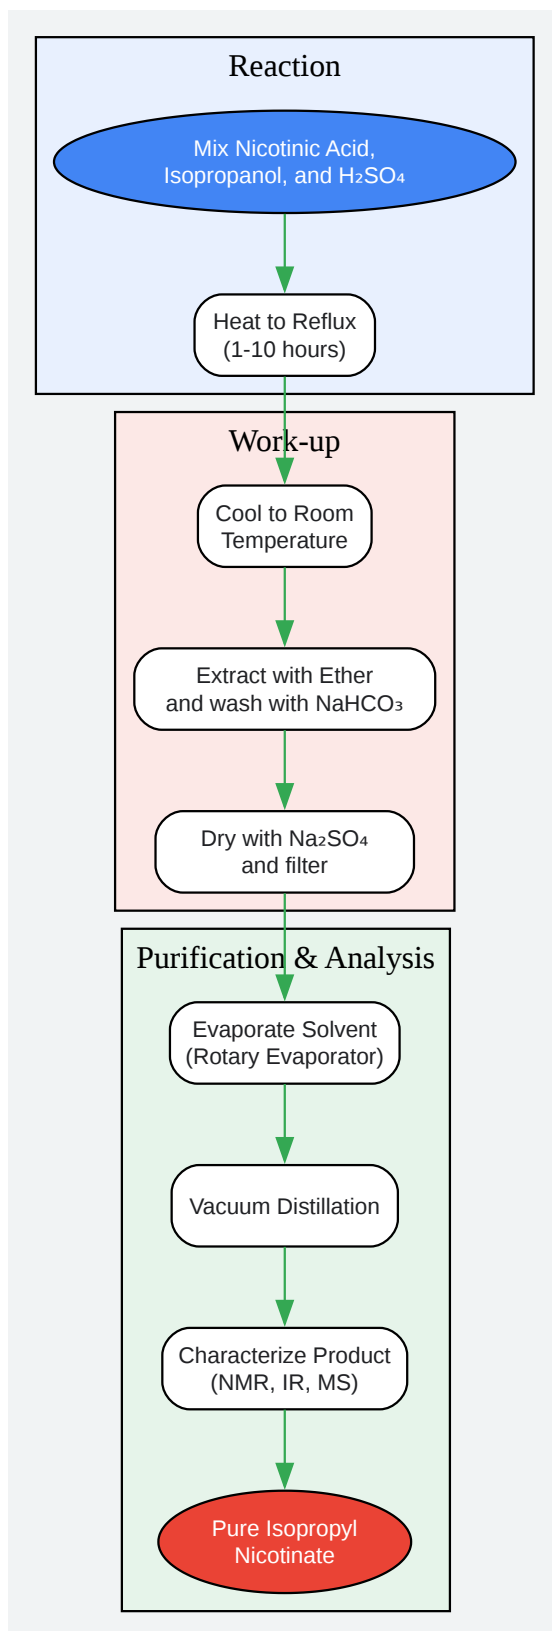 Reaction
Mix Nicotinic Acid,
Isopropanol, and H₂SO₄
Heat to Reflux
(1-10 hours)
Work-up
Cool to Room
Temperature
Extract with Ether
and wash with NaHCO₃
Dry with Na₂SO₄
and filter
Purification & Analysis
Evaporate Solvent
(Rotary Evaporator)
Vacuum Distillation
Characterize Product
(NMR, IR, MS)
Pure Isopropyl
Nicotinate